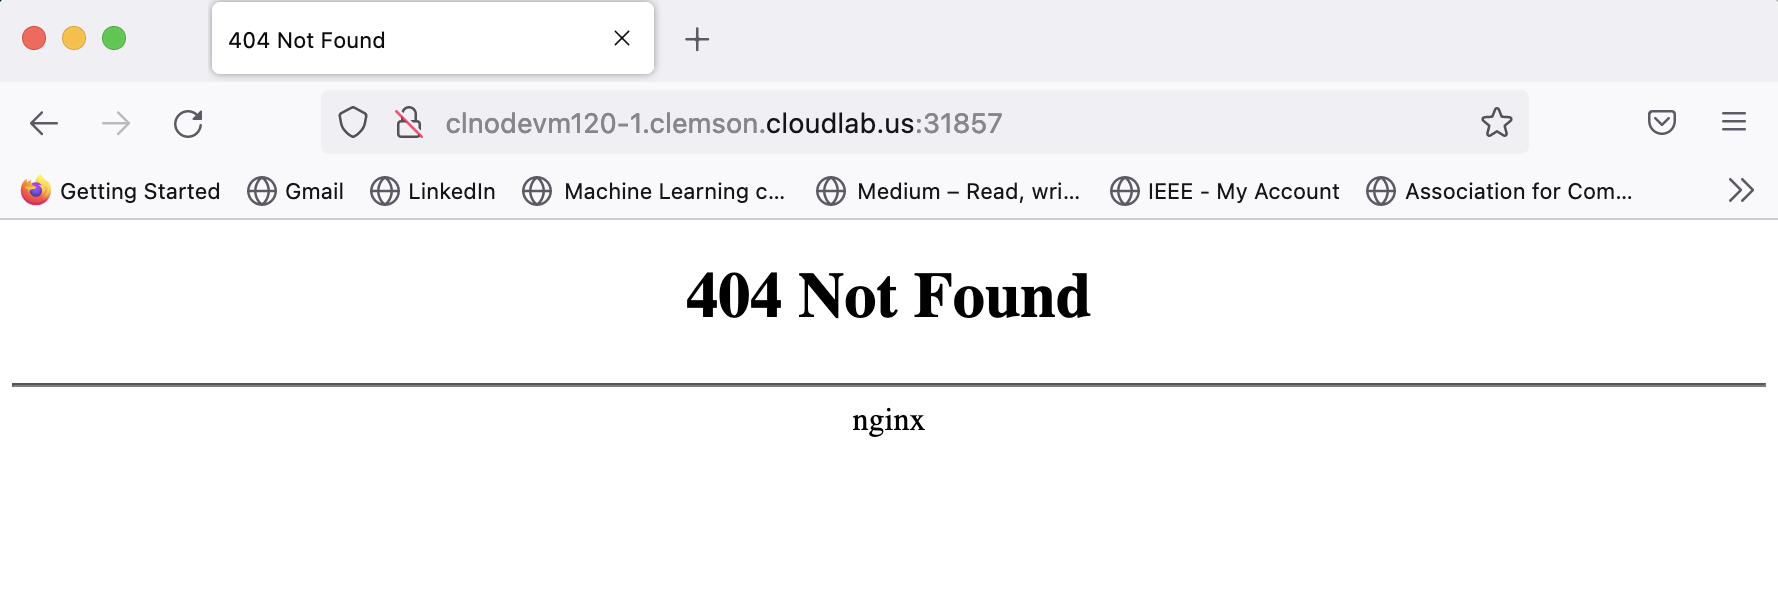 404 Not Found
clnodevm120-1.clemson.cloudlab.us:31857
Getting Started Gmail LinkedIn Machine Learning c... Medium – Read, wri... IEEE - My Account Association for Com...
404 Not Found
nginx